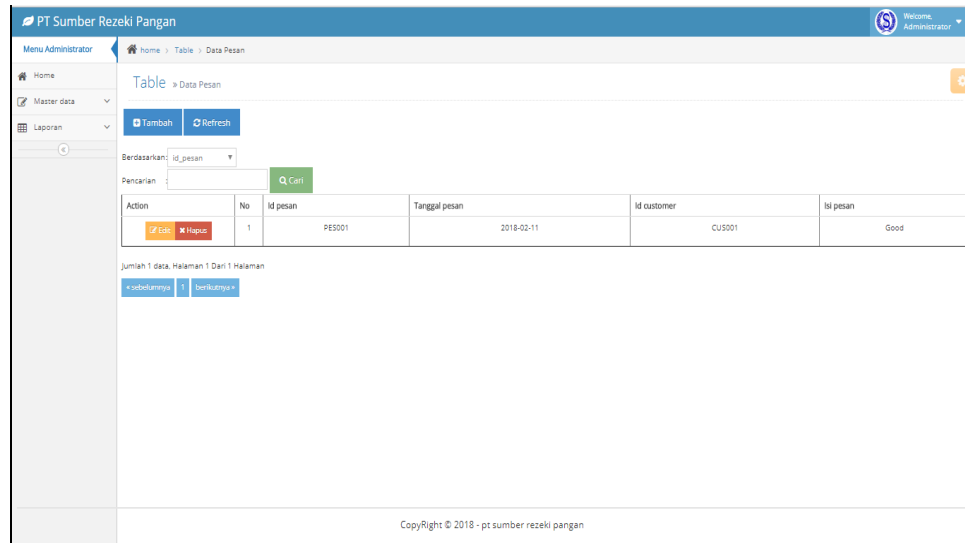 PT Sumber Rezeki Pangan
Welcome,
Administrator
Menu Administrator
home > Table > Data Pesan
Home
Master data
Laporan
Table » Data Pesan
Tambah Refresh
Berdasarkan: id_pesan
Pencarian : Cari
Action No Id pesan Tanggal pesan Id customer Isi pesan
Edit Hapus 1 PES001 2018-02-11 CUS001 Good
Jumlah 1 data, Halaman 1 Dari 1 Halaman
« sebelumnya 1 berikutnya »
CopyRight © 2018 - pt sumber rezeki pangan